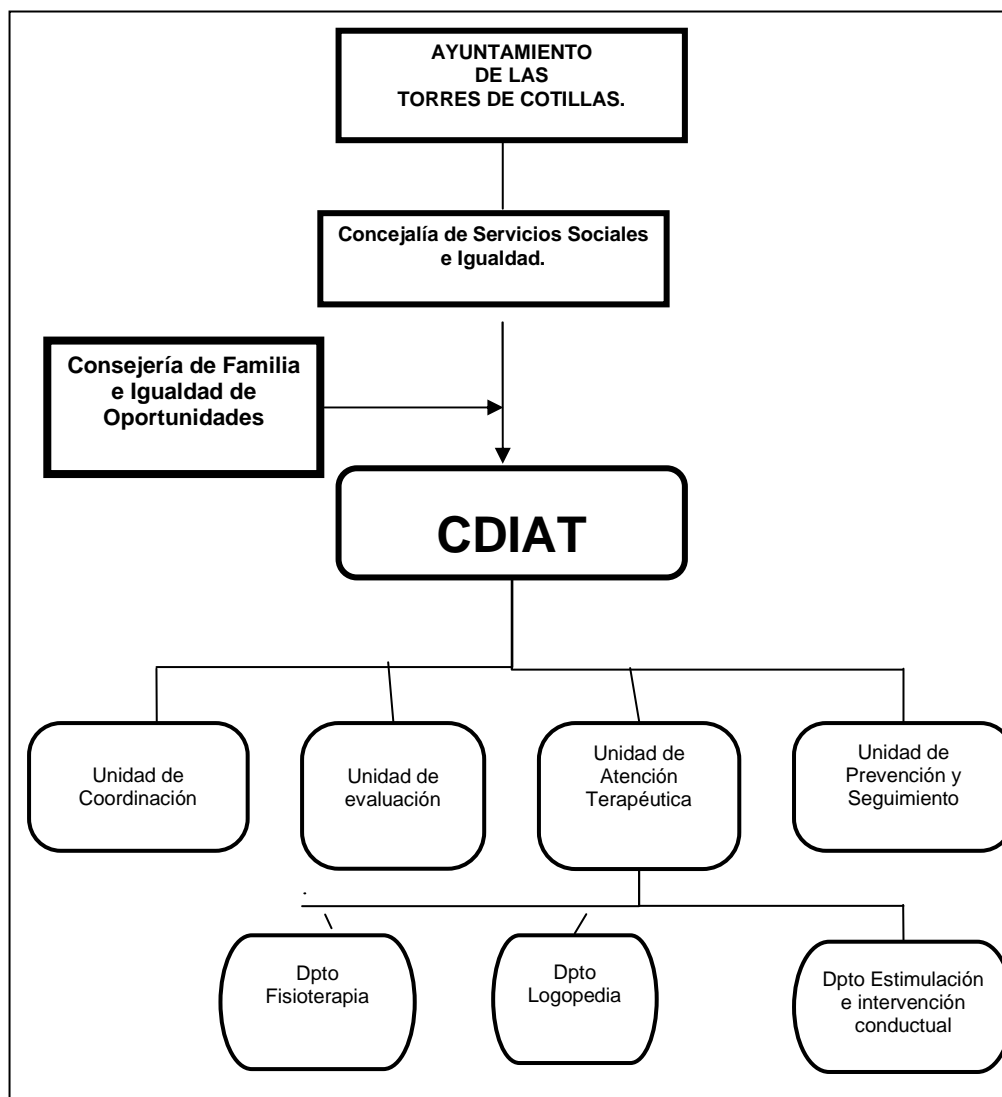 AYUNTAMIENTO
DE LAS
TORRES DE COTILLAS.
Concejalía de Servicios Sociales
e Igualdad.
Consejería de Familia
e Igualdad de
Oportunidades
CDIAT
Unidad de
Coordinación
Unidad de
evaluación
Unidad de
Atención
Terapéutica
Unidad de
Prevención y
Seguimiento
.
Dpto
Fisioterapia
Dpto
Logopedia
Dpto Estimulación
e intervención
conductual